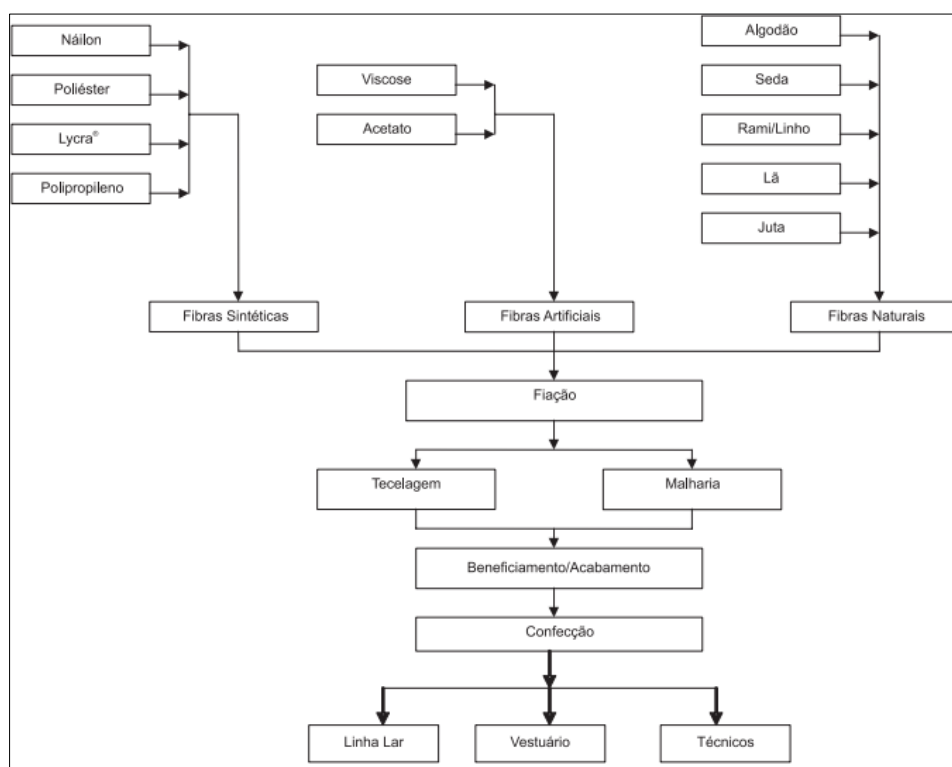 Náilon
Poliéster
Lycra®
Polipropileno
Viscose
Acetato
Algodão
Seda
Rami/Linho
Lã
Juta
Fibras Sintéticas
Fibras Artificiais
Fibras Naturais
Fiação
Tecelagem
Malharia
Beneficiamento/Acabamento
Confecção
Linha Lar
Vestuário
Técnicos